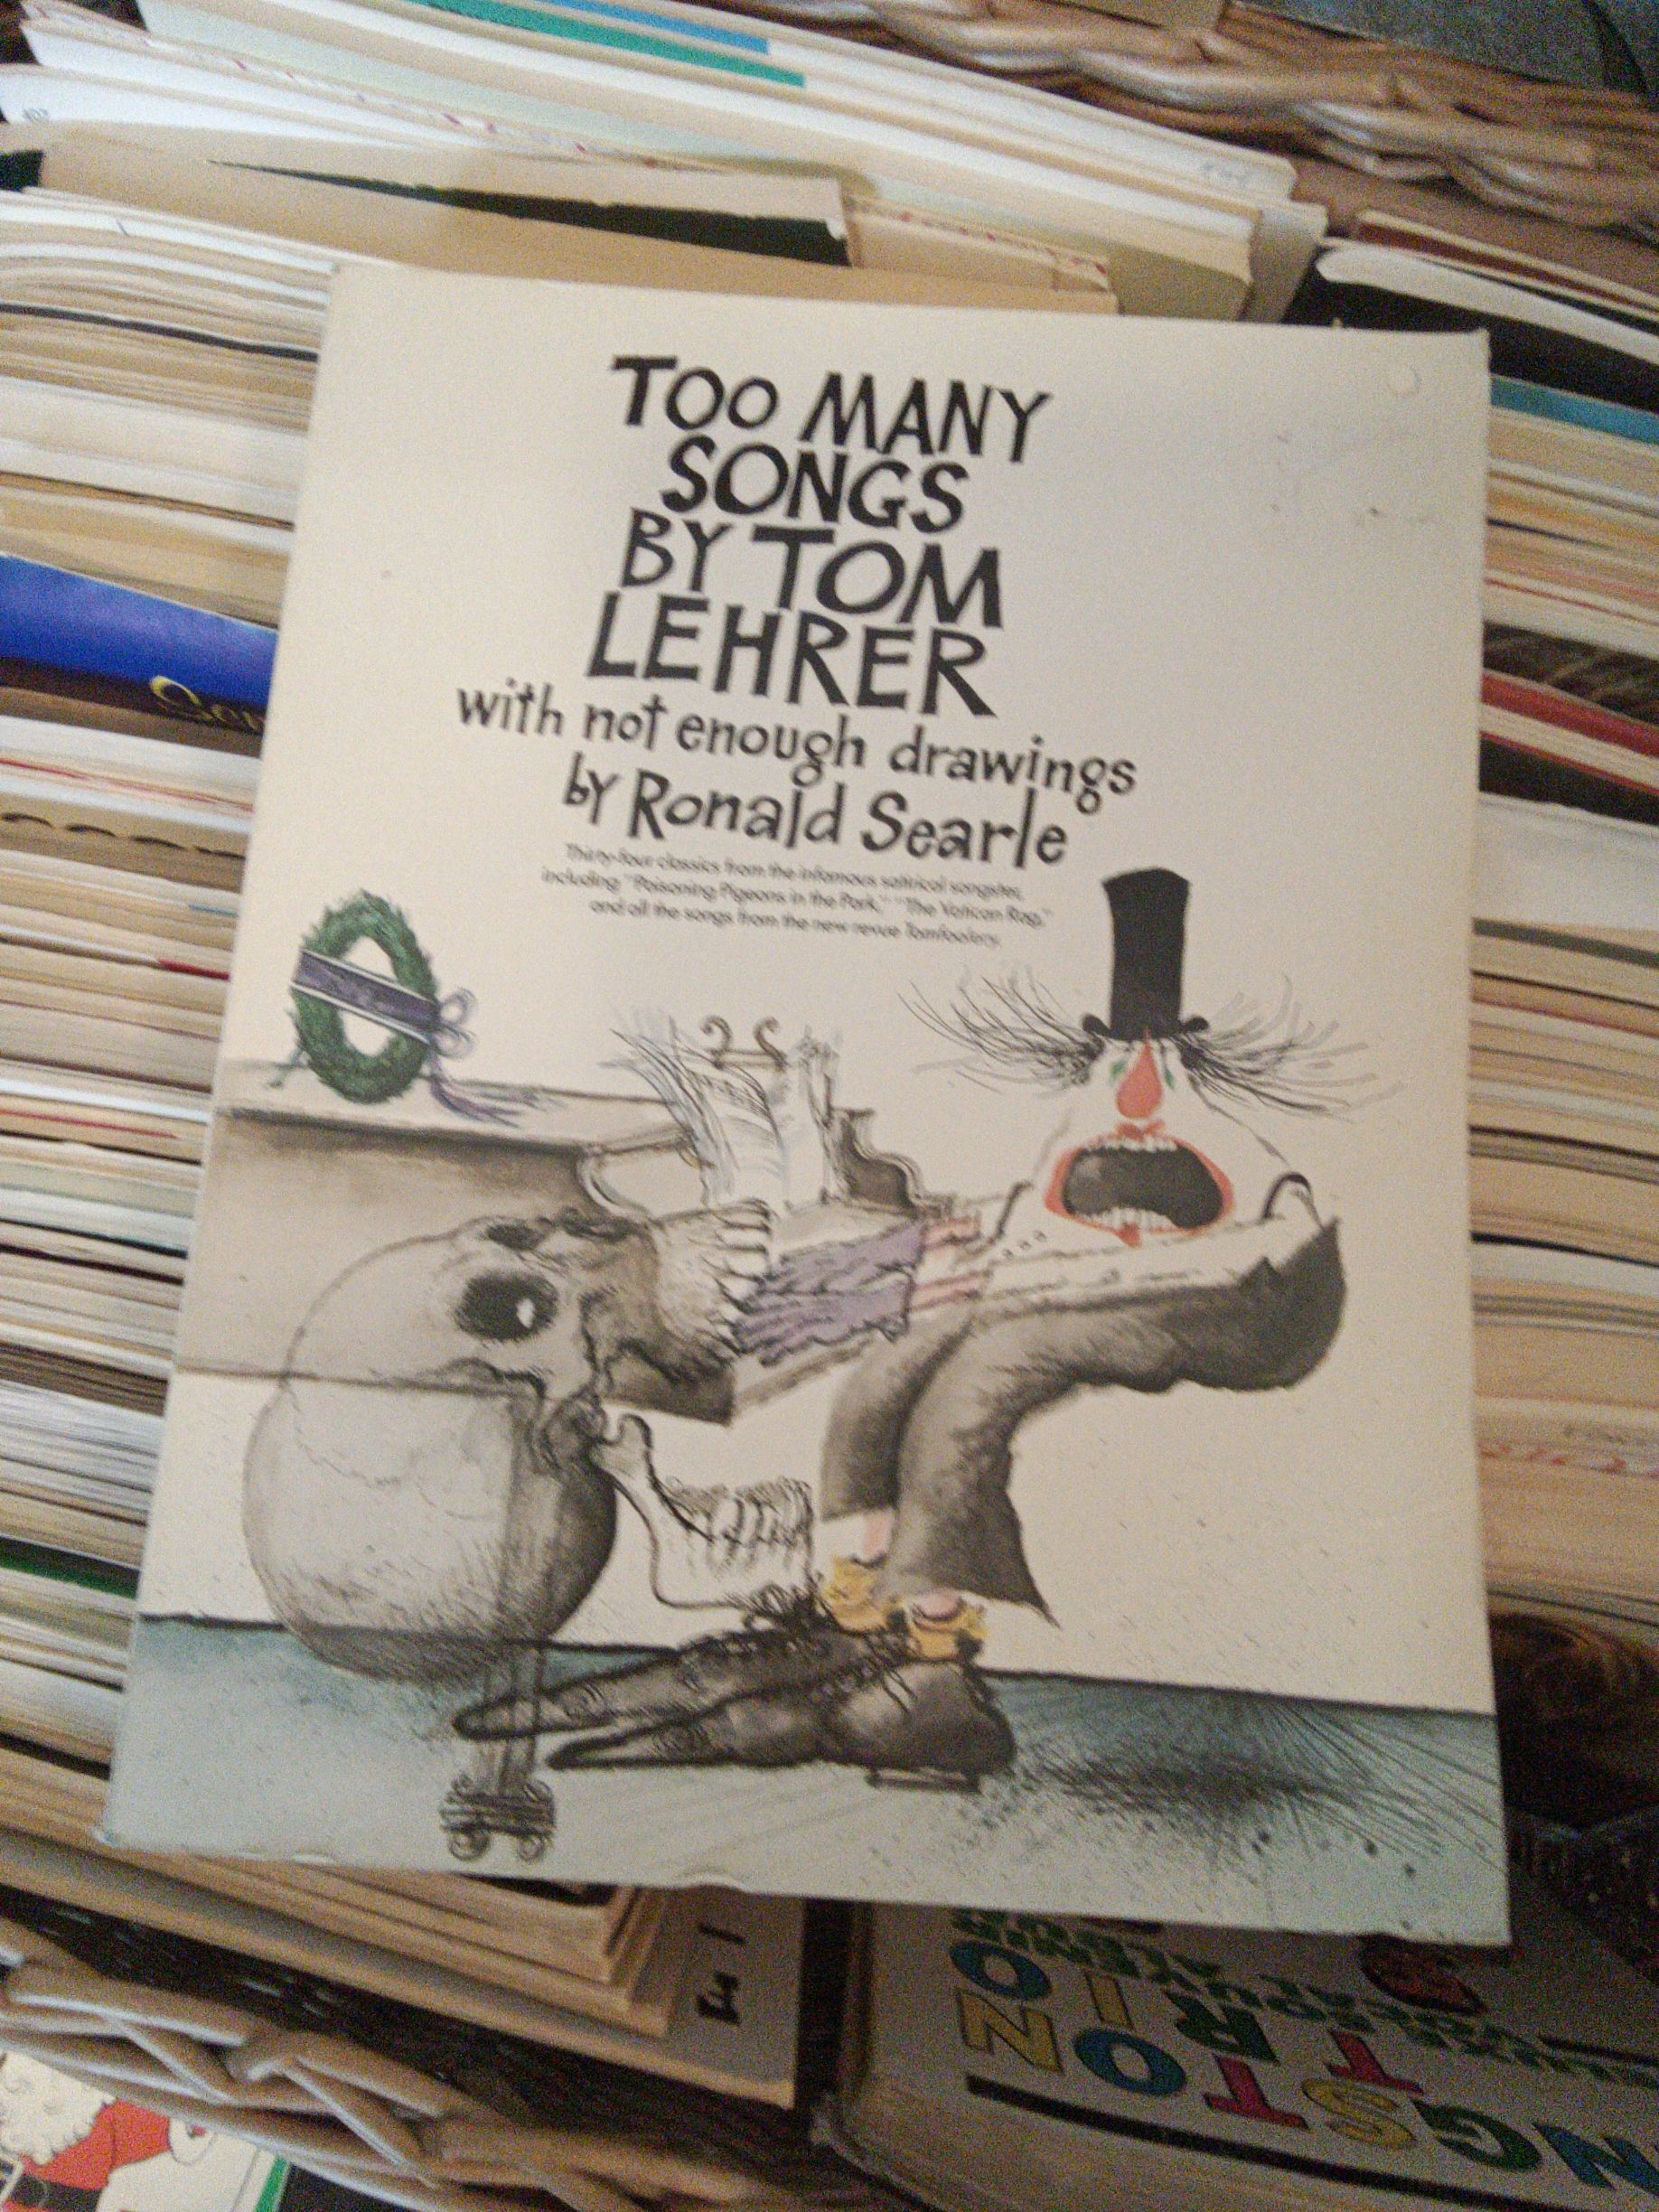 TOO MANY
SONGS
BY TOM
LEHRER
with not enough drawings
by Ronald Searle
Thirty-four classics from the infamous satirical songster,
including "Poisoning Pigeons in the Park," "The Vatican Rag,"
and all the songs from the new revue Tomfoolery.
NGSTON
TRIO